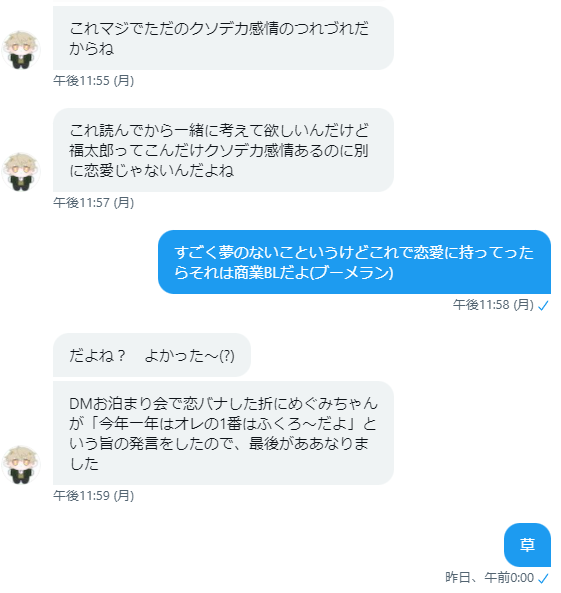 これマジでただのクソデカ感情のつれづれだ
からね
午後11:55 (月)
これ読んでから一緒に考えて欲しいんだけど
福太郎ってこんだけクソデカ感情あるのに別
に恋愛じゃないんだよね
午後11:57 (月)
すごく夢のないこというけどこれで恋愛に持ってった
らそれは商業BLだよ(ブーメラン)
午後11:58 (月)
だよね？　よかった〜(?)
DMお泊まり会で恋バナした折にめぐみちゃん
が「今年一年はオレの1番はふくろ〜だよ」と
いう旨の発言をしたので、最後がああなりま
した
午後11:59 (月)
草
昨日、午前0:00